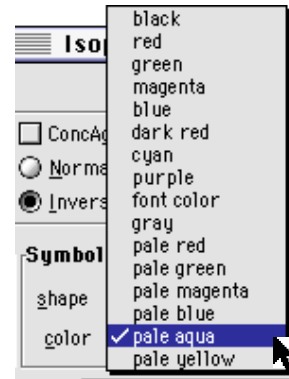 black
Iso
red
green
magenta
blue
ConcAg
dark red
cyan
Norma
purple
Invers
font color
gray
Symbol
pale red
pale green
shape
pale magenta
pale blue
color
✓pale aqua
pale yellow